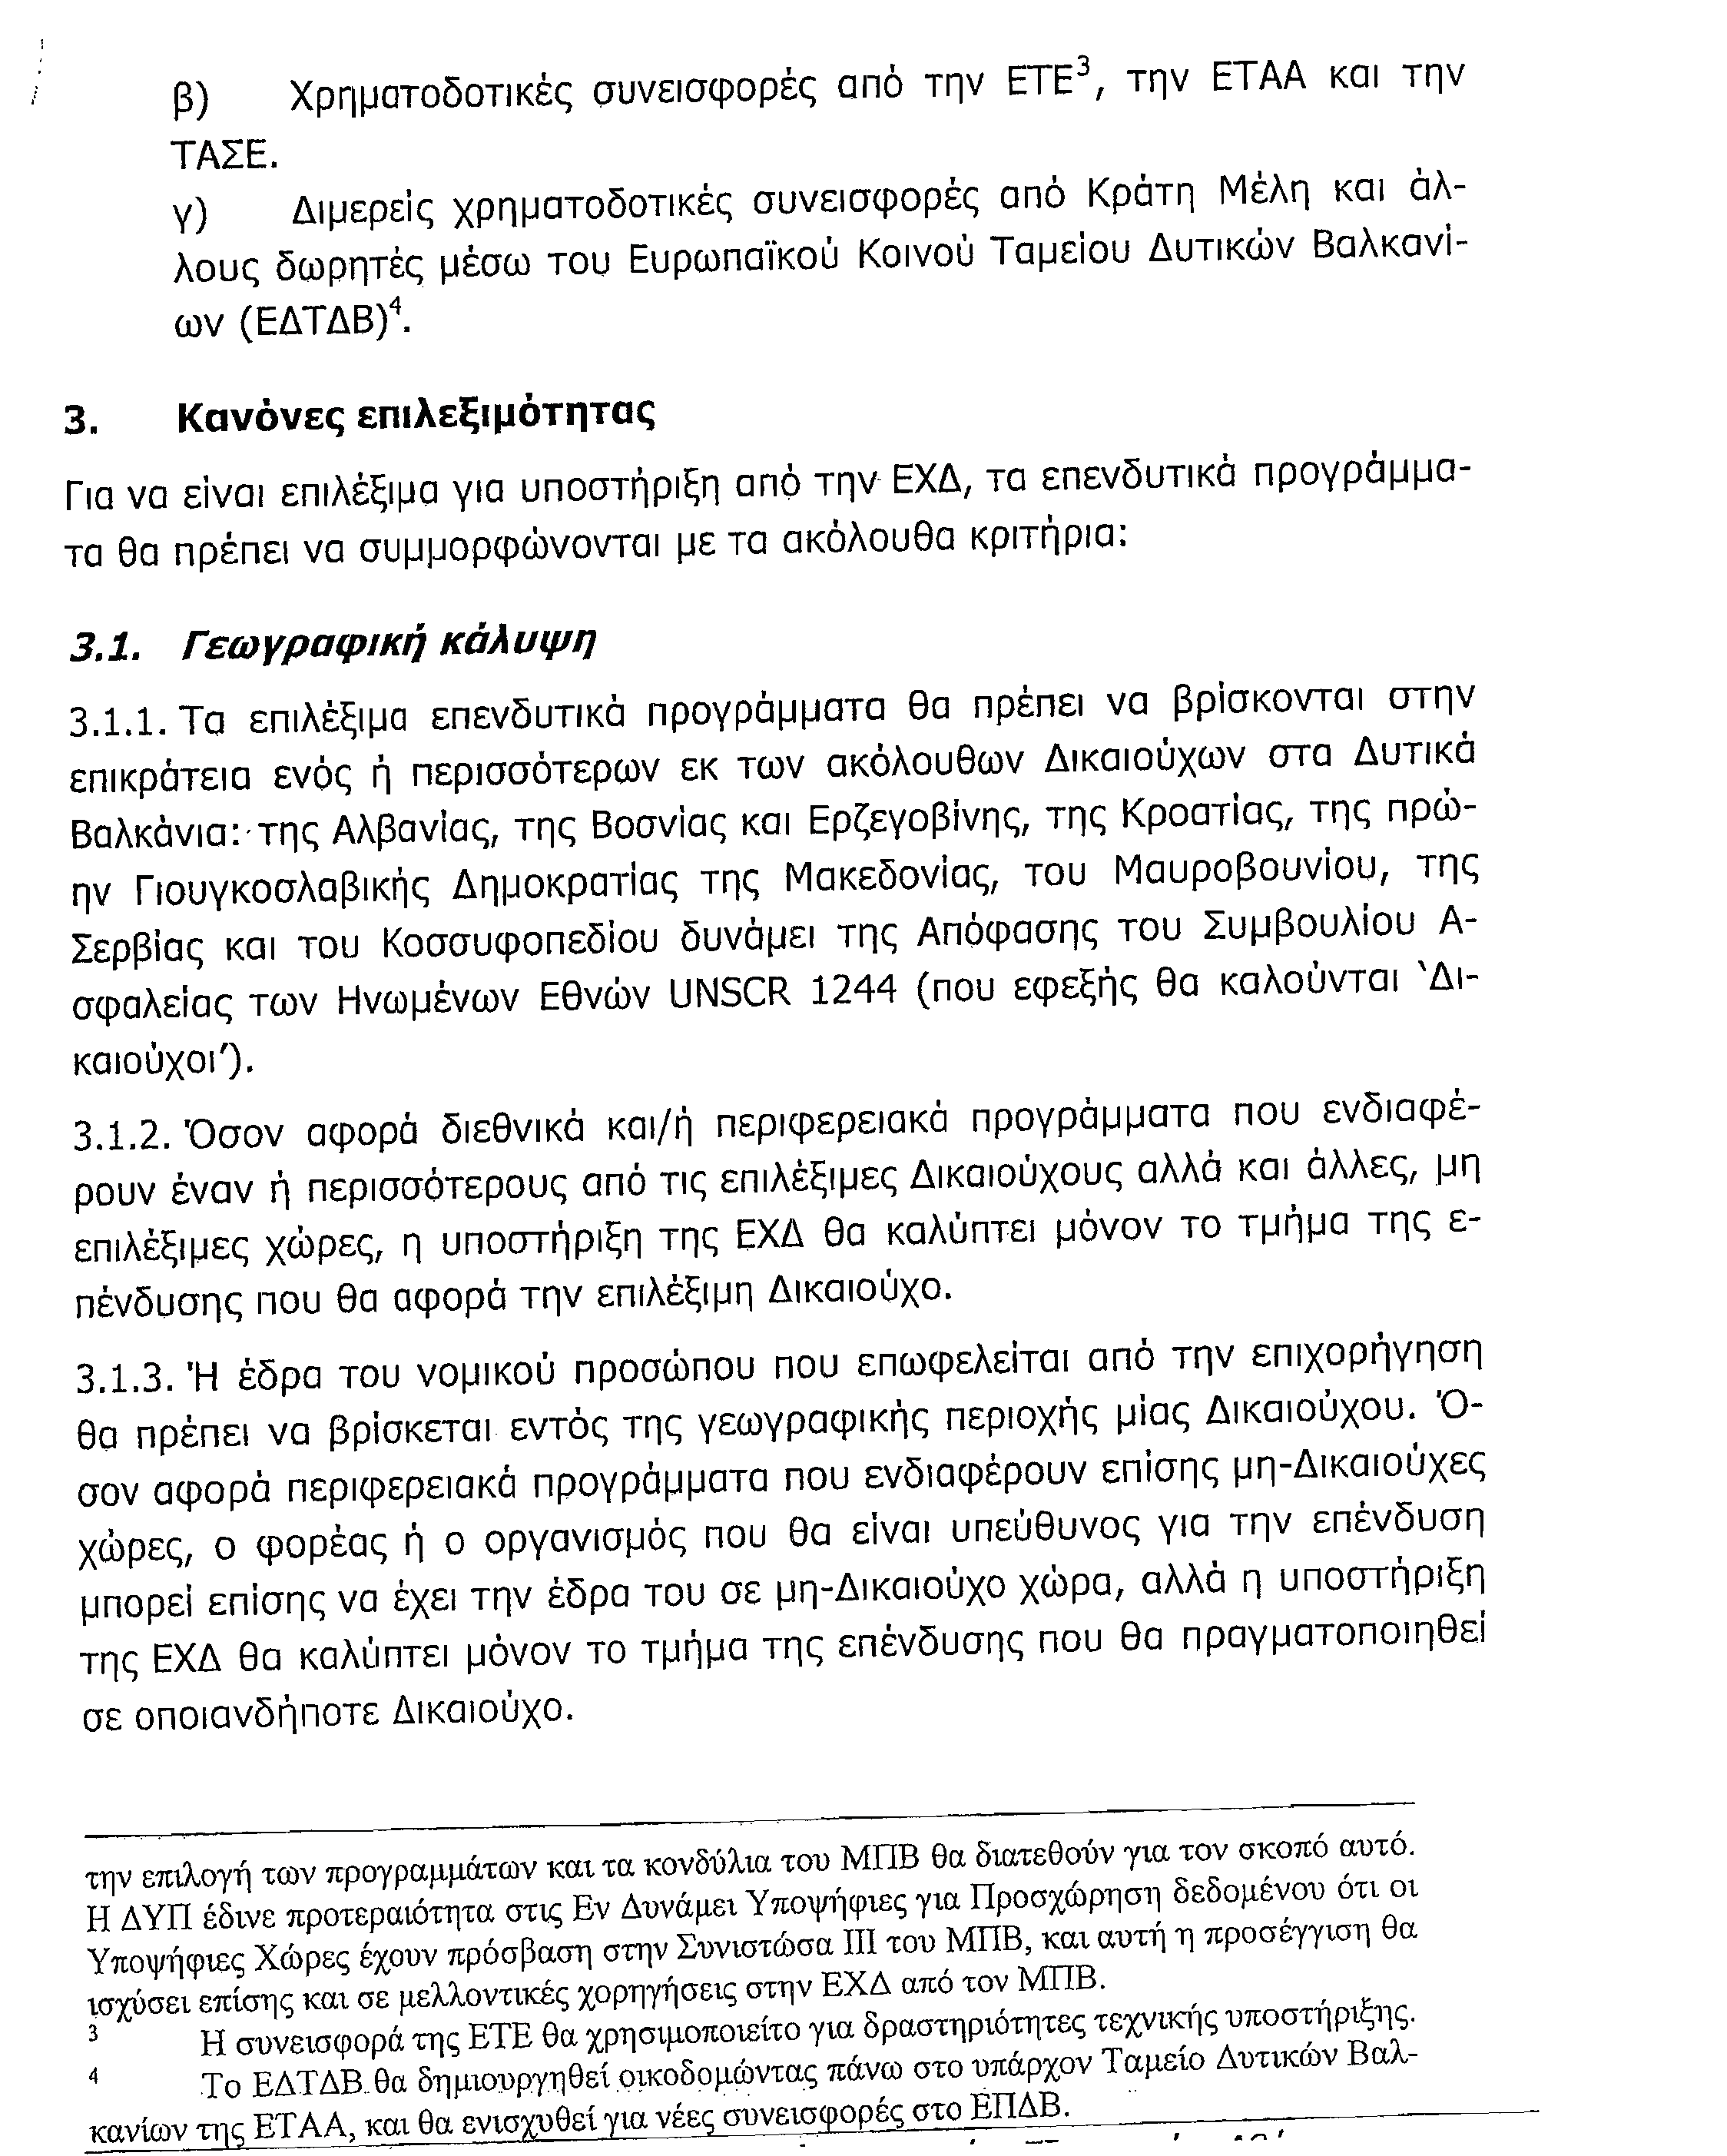 β) Χρηματοδοτικές συνεισφορές από την ΕΤΕ³, την ΕΤΑΑ και την
ΤΑΣΕ.
γ) Διμερείς χρηματοδοτικές συνεισφορές από Κράτη Μέλη και άλ-
λους δωρητές μέσω του Ευρωπαϊκού Κοινού Ταμείου Δυτικών Βαλκανί-
ων (ΕΔΤΔΒ)⁴.
3. Κανόνες επιλεξιμότητας
Για να είναι επιλέξιμα για υποστήριξη από την ΕΧΔ, τα επενδυτικά προγράμμα-
τα θα πρέπει να συμμορφώνονται με τα ακόλουθα κριτήρια:
3.1. Γεωγραφική κάλυψη
3.1.1. Τα επιλέξιμα επενδυτικά προγράμματα θα πρέπει να βρίσκονται στην
επικράτεια ενός ή περισσότερων εκ των ακόλουθων Δικαιούχων στα Δυτικά
Βαλκάνια: της Αλβανίας, της Βοσνίας και Ερζεγοβίνης, της Κροατίας, της πρώ-
ην Γιουγκοσλαβικής Δημοκρατίας της Μακεδονίας, του Μαυροβουνίου, της
Σερβίας και του Κοσσυφοπεδίου δυνάμει της Απόφασης του Συμβουλίου Α-
σφαλείας των Ηνωμένων Εθνών UNSCR 1244 (που εφεξής θα καλούνται 'Δι-
καιούχοι').
3.1.2. Όσον αφορά διεθνικά και/ή περιφερειακά προγράμματα που ενδιαφέ-
ρουν έναν ή περισσότερους από τις επιλέξιμες Δικαιούχους αλλά και άλλες, μη
επιλέξιμες χώρες, η υποστήριξη της ΕΧΔ θα καλύπτει μόνον το τμήμα της ε-
πένδυσης που θα αφορά την επιλέξιμη Δικαιούχο.
3.1.3. Ή έδρα του νομικού προσώπου που επωφελείται από την επιχορήγηση
θα πρέπει να βρίσκεται εντός της γεωγραφικής περιοχής μίας Δικαιούχου. Ό-
σον αφορά περιφερειακά προγράμματα που ενδιαφέρουν επίσης μη-Δικαιούχες
χώρες, ο φορέας ή ο οργανισμός που θα είναι υπεύθυνος για την επένδυση
μπορεί επίσης να έχει την έδρα του σε μη-Δικαιούχο χώρα, αλλά η υποστήριξη
της ΕΧΔ θα καλύπτει μόνον το τμήμα της επένδυσης που θα πραγματοποιηθεί
σε οποιανδήποτε Δικαιούχο.
την επιλογή των προγραμμάτων και τα κονδύλια του ΜΠΒ θα διατεθούν για τον σκοπό αυτό.
Η ΔΥΠ έδινε προτεραιότητα στις Εν Δυνάμει Υποψήφιες για Προσχώρηση δεδομένου ότι οι
Υποψήφιες Χώρες έχουν πρόσβαση στην Συνιστώσα ΙΙΙ του ΜΠΒ, και αυτή η προσέγγιση θα
ισχύσει επίσης και σε μελλοντικές χορηγήσεις στην ΕΧΔ από τον ΜΠΒ.
³ Η συνεισφορά της ΕΤΕ θα χρησιμοποιείτο για δραστηριότητες τεχνικής υποστήριξης.
⁴ Το ΕΔΤΔΒ θα δημιουργηθεί οικοδομώντας πάνω στο υπάρχον Ταμείο Δυτικών Βαλ-
κανίων της ΕΤΑΑ, και θα ενισχυθεί για νέες συνεισφορές στο ΕΠΔΒ.